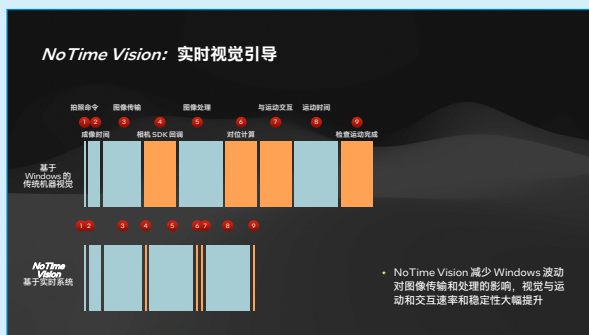 NoTime Vision: 实时视觉引导
拍照命令 图像传输 图像处理 与运动交互 运动时间
1 2 3 4 5 6 7 8 9
成像时间 相机 SDK 回调 对位计算 检查运动完成
基于
Windows 的
传统机器视觉
1 2 3 4 5 6 7 8 9
NoTime
Vision
基于实时系统
• NoTime Vision 减少 Windows 波动
对图像传输和处理的影响，视觉与运
动和交互速率和稳定性大幅提升